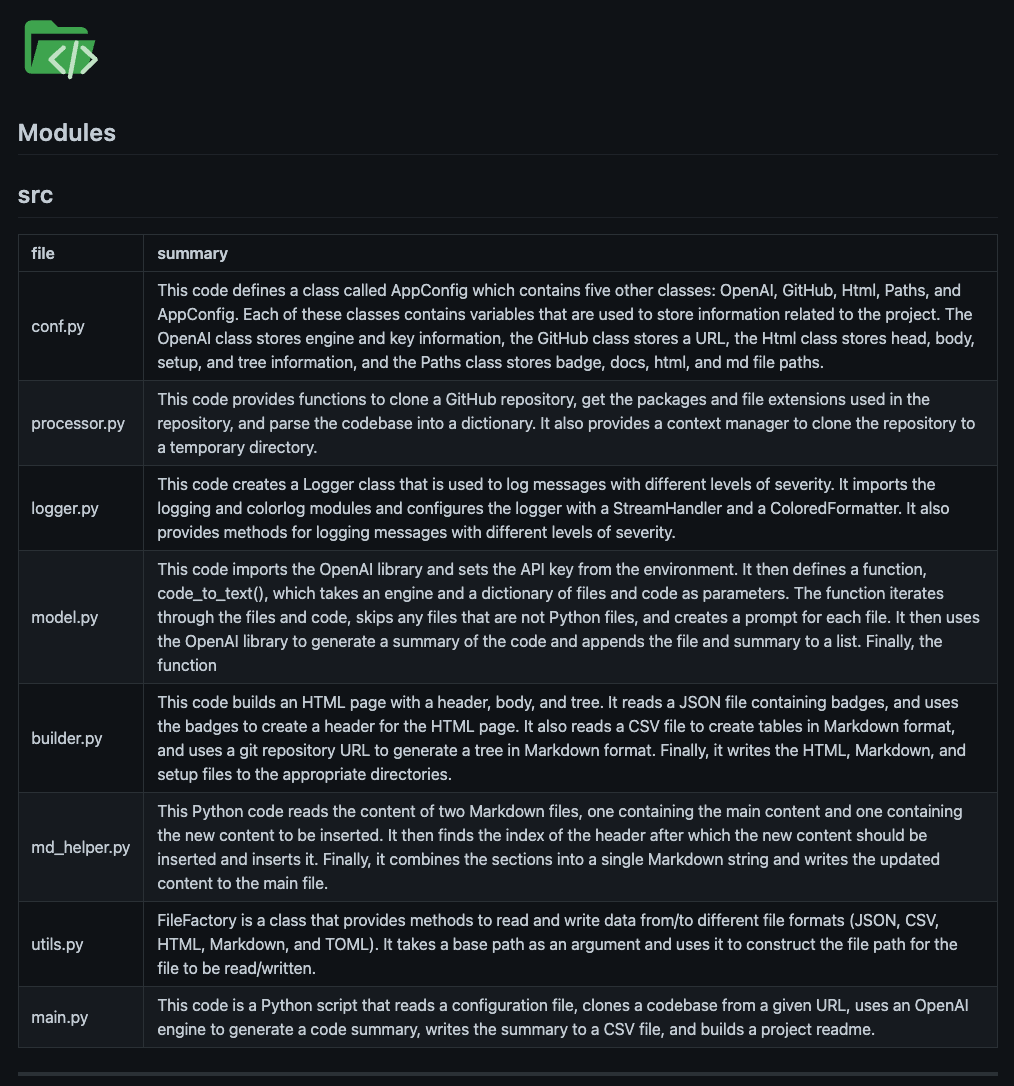 </>
Modules
src
file summary
conf.py
This code defines a class called AppConfig which contains five other classes: OpenAI, GitHub, Html, Paths, and
AppConfig. Each of these classes contains variables that are used to store information related to the project. The
OpenAI class stores engine and key information, the GitHub class stores a URL, the Html class stores head, body,
setup, and tree information, and the Paths class stores badge, docs, html, and md file paths.
processor.py
This code provides functions to clone a GitHub repository, get the packages and file extensions used in the
repository, and parse the codebase into a dictionary. It also provides a context manager to clone the repository to
a temporary directory.
logger.py
This code creates a Logger class that is used to log messages with different levels of severity. It imports the
logging and colorlog modules and configures the logger with a StreamHandler and a ColoredFormatter. It also
provides methods for logging messages with different levels of severity.
model.py
This code imports the OpenAI library and sets the API key from the environment. It then defines a function,
code_to_text(), which takes an engine and a dictionary of files and code as parameters. The function iterates
through the files and code, skips any files that are not Python files, and creates a prompt for each file. It then uses
the OpenAI library to generate a summary of the code and appends the file and summary to a list. Finally, the
function
builder.py
This code builds an HTML page with a header, body, and tree. It reads a JSON file containing badges, and uses
the badges to create a header for the HTML page. It also reads a CSV file to create tables in Markdown format,
and uses a git repository URL to generate a tree in Markdown format. Finally, it writes the HTML, Markdown, and
setup files to the appropriate directories.
md_helper.py
This Python code reads the content of two Markdown files, one containing the main content and one containing
the new content to be inserted. It then finds the index of the header after which the new content should be
inserted and inserts it. Finally, it combines the sections into a single Markdown string and writes the updated
content to the main file.
utils.py
FileFactory is a class that provides methods to read and write data from/to different file formats (JSON, CSV,
HTML, Markdown, and TOML). It takes a base path as an argument and uses it to construct the file path for the
file to be read/written.
main.py
This code is a Python script that reads a configuration file, clones a codebase from a given URL, uses an OpenAI
engine to generate a code summary, writes the summary to a CSV file, and builds a project readme.